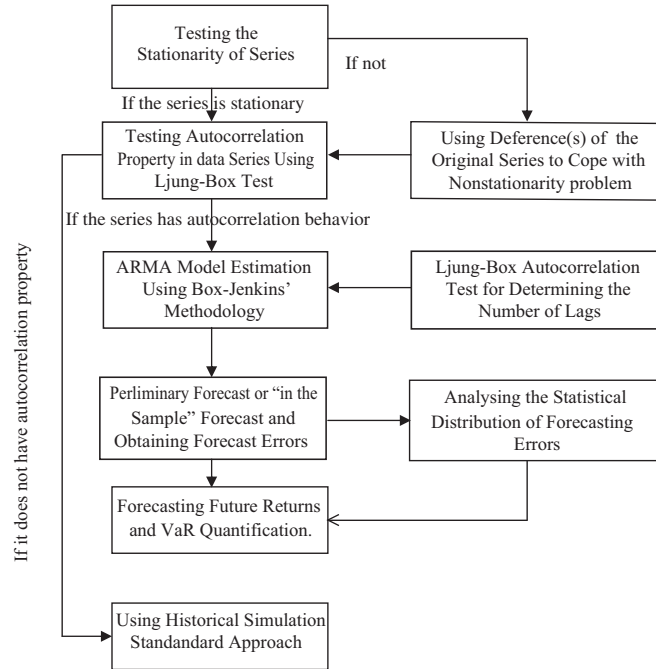 Testing the
Stationarity of Series
If not
If the series is stationary
Testing Autocorrelation
Property in data Series Using
Ljung-Box Test
Using Deference(s) of the
Original Series to Cope with
Nonstationarity problem
If the series has autocorrelation behavior
ARMA Model Estimation
Using Box-Jenkins’
Methodology
Ljung-Box Autocorrelation
Test for Determining the
Number of Lags
If it does not have autocorrelation property
Perliminary Forecast or “in the
Sample” Forecast and
Obtaining Forecast Errors
Analysing the Statistical
Distribution of Forecasting
Errors
Forecasting Future Returns
and VaR Quantification.
Using Historical Simulation
Standandard Approach